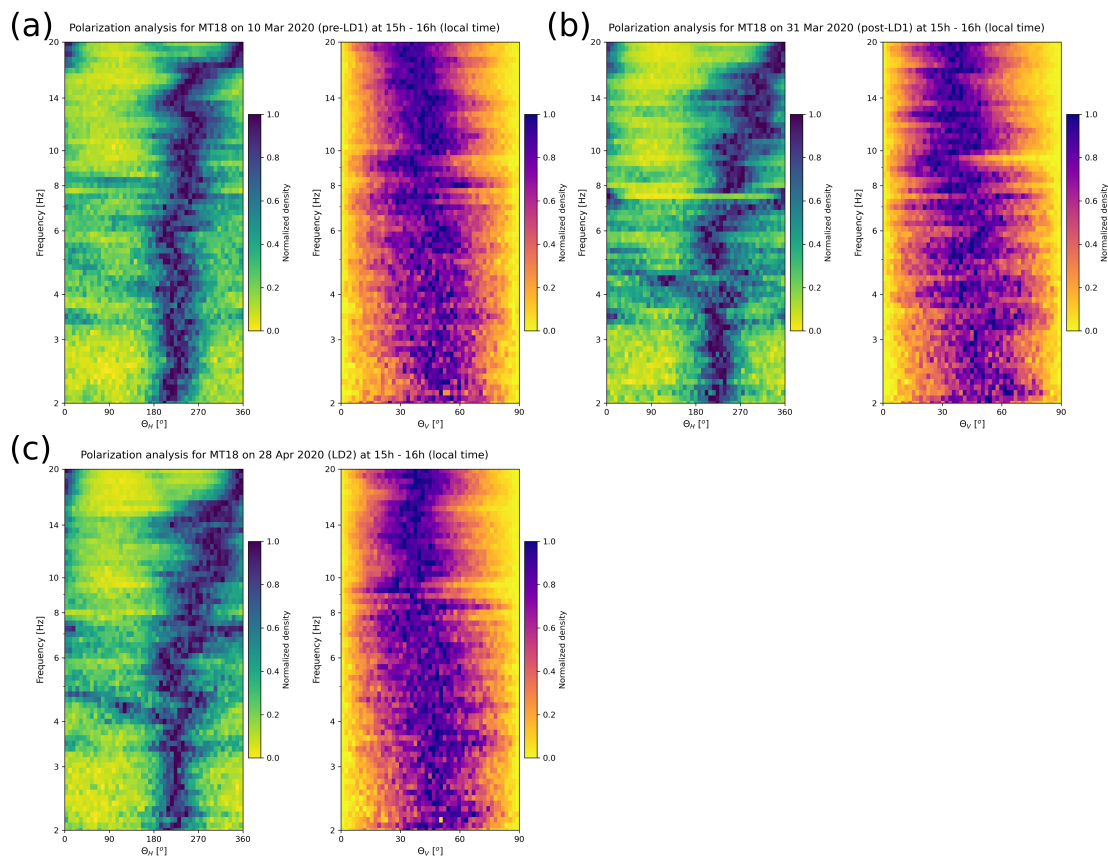 (a)
Polarization analysis for MT18 on 10 Mar 2020 (pre-LD1) at 15h - 16h (local time)
20
14
10
8
6
4
3
2
Frequency [Hz]
0 90 180 270 360
Θ_H [°]
1.0
0.8
0.6
0.4
0.2
0.0
Normalized density
20
14
10
8
6
4
3
2
Frequency [Hz]
0 30 60 90
Θ_V [°]
1.0
0.8
0.6
0.4
0.2
0.0
Normalized density
(b)
Polarization analysis for MT18 on 31 Mar 2020 (post-LD1) at 15h - 16h (local time)
20
14
10
8
6
4
3
2
Frequency [Hz]
0 90 180 270 360
Θ_H [°]
1.0
0.8
0.6
0.4
0.2
0.0
Normalized density
20
14
10
8
6
4
3
2
Frequency [Hz]
0 30 60 90
Θ_V [°]
1.0
0.8
0.6
0.4
0.2
0.0
Normalized density
(c)
Polarization analysis for MT18 on 28 Apr 2020 (LD2) at 15h - 16h (local time)
20
14
10
8
6
4
3
2
Frequency [Hz]
0 90 180 270 360
Θ_H [°]
1.0
0.8
0.6
0.4
0.2
0.0
Normalized density
20
14
10
8
6
4
3
2
Frequency [Hz]
0 30 60 90
Θ_V [°]
1.0
0.8
0.6
0.4
0.2
0.0
Normalized density